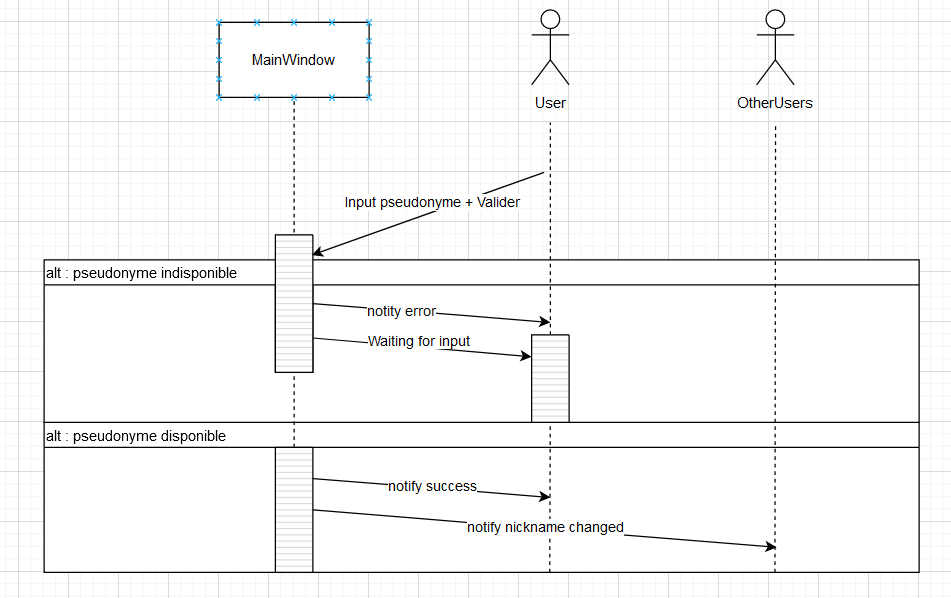 MainWindow
User
OtherUsers
Input pseudonyme + Valider
alt : pseudonyme indisponible
notity error
Waiting for input
alt : pseudonyme disponible
notify success
notify nickname changed